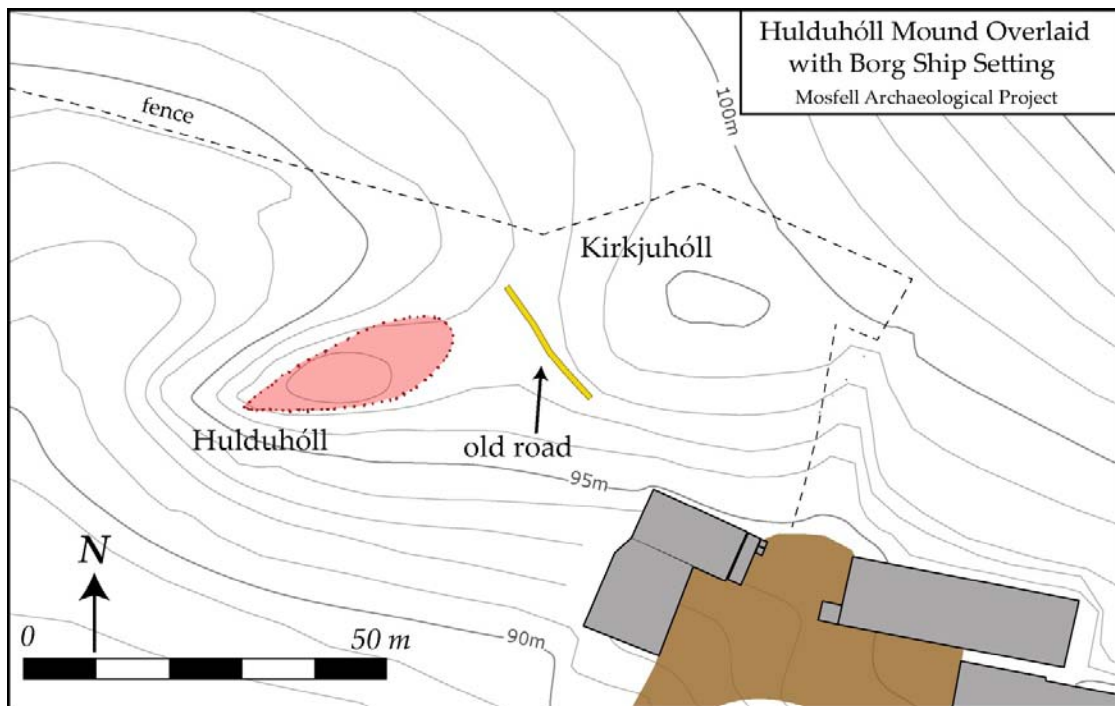 Hulduhóll Mound Overlaid
with Borg Ship Setting
Mosfell Archaeological Project
100m
fence
Kirkjuhóll
Hulduhóll
old road
95m
N
90m
0 50 m